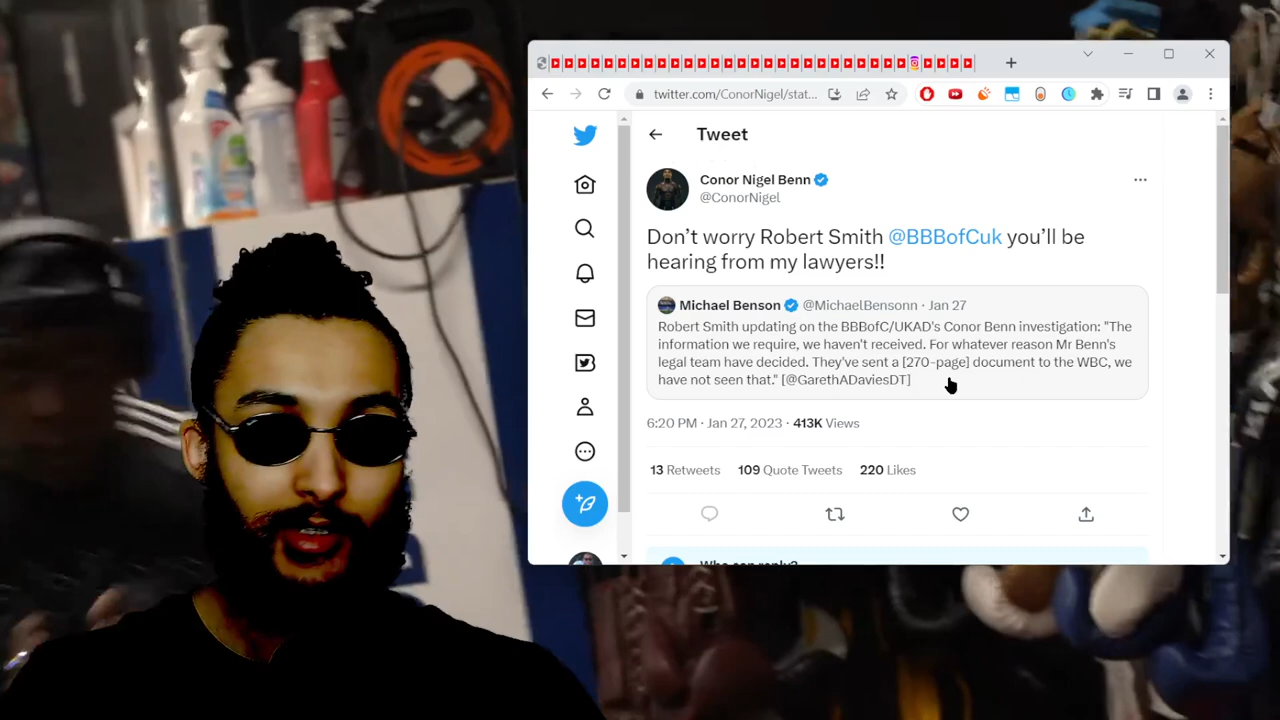 twitter.com/ConorNigel/stat...
Tweet
Conor Nigel Benn
@ConorNigel
Don’t worry Robert Smith @BBBofCuk you’ll be
hearing from my lawyers!!
Michael Benson @MichaelBensonn · Jan 27
Robert Smith updating on the BBBofC/UKAD's Conor Benn investigation: "The
information we require, we haven't received. For whatever reason Mr Benn's
legal team have decided. They've sent a [270-page] document to the WBC, we
have not seen that." [@GarethADaviesDT]
6:20 PM · Jan 27, 2023 · 413K Views
13 Retweets 109 Quote Tweets 220 Likes
Who can reply?